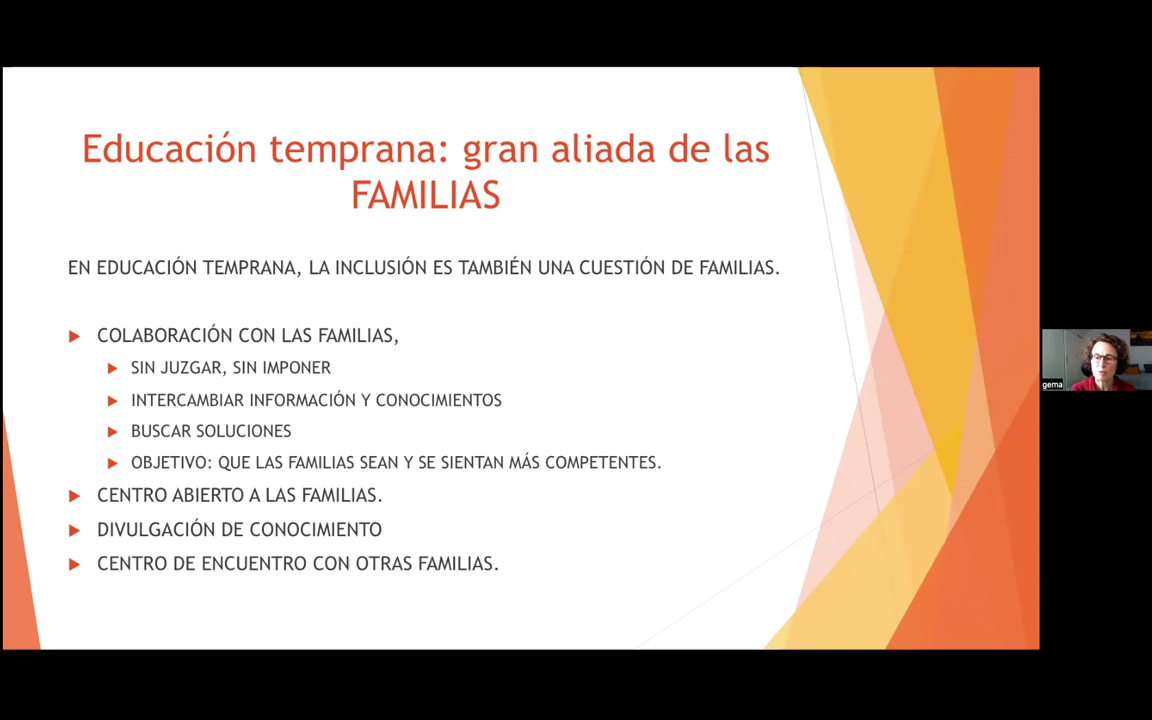 Educación temprana: gran aliada de las
FAMILIAS
EN EDUCACIÓN TEMPRANA, LA INCLUSIÓN ES TAMBIÉN UNA CUESTIÓN DE FAMILIAS.
COLABORACIÓN CON LAS FAMILIAS,
SIN JUZGAR, SIN IMPONER
INTERCAMBIAR INFORMACIÓN Y CONOCIMIENTOS
BUSCAR SOLUCIONES
OBJETIVO: QUE LAS FAMILIAS SEAN Y SE SIENTAN MÁS COMPETENTES.
CENTRO ABIERTO A LAS FAMILIAS.
DIVULGACIÓN DE CONOCIMIENTO
CENTRO DE ENCUENTRO CON OTRAS FAMILIAS.
gema